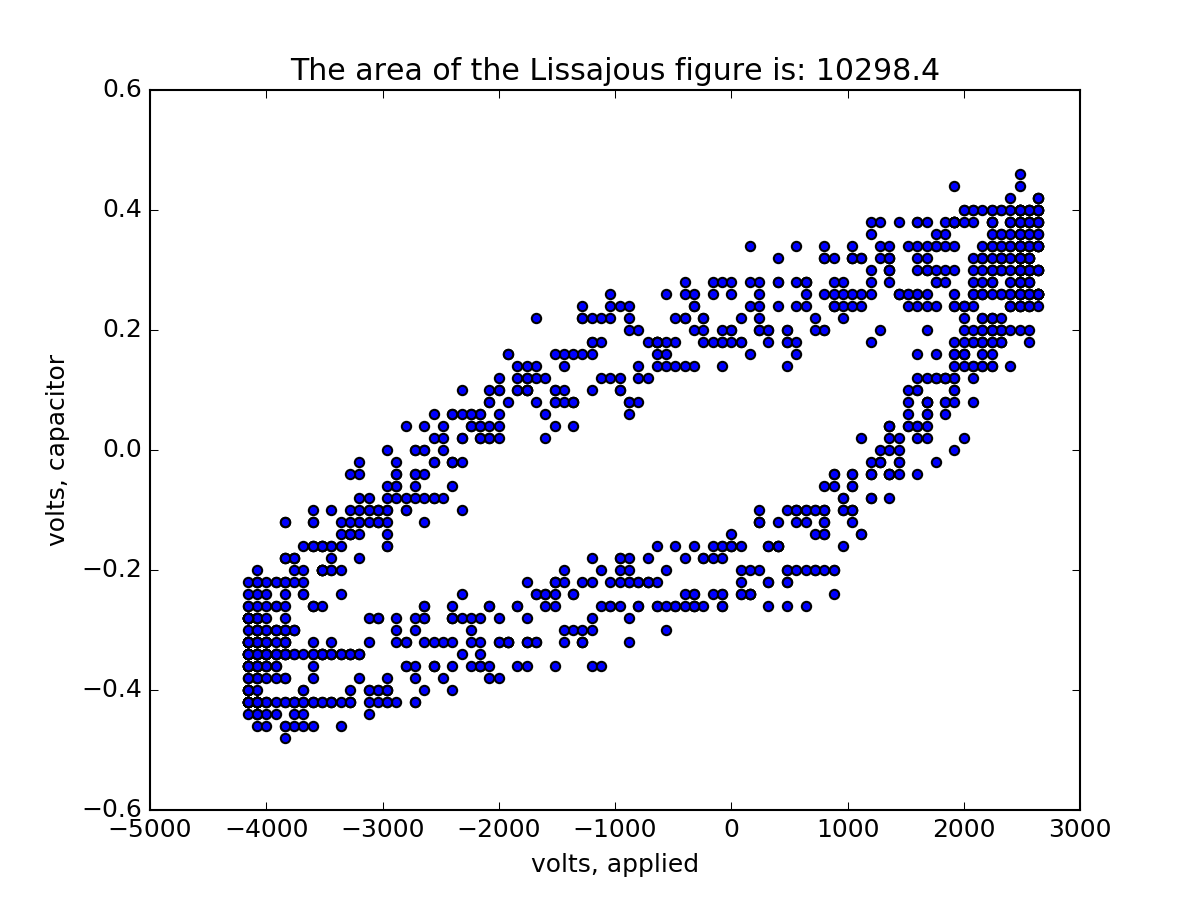 The area of the Lissajous figure is: 10298.4
0.6
0.4
0.2
0.0
−0.2
−0.4
−0.6
−5000 −4000 −3000 −2000 −1000 0 1000 2000 3000
volts, applied
volts, capacitor